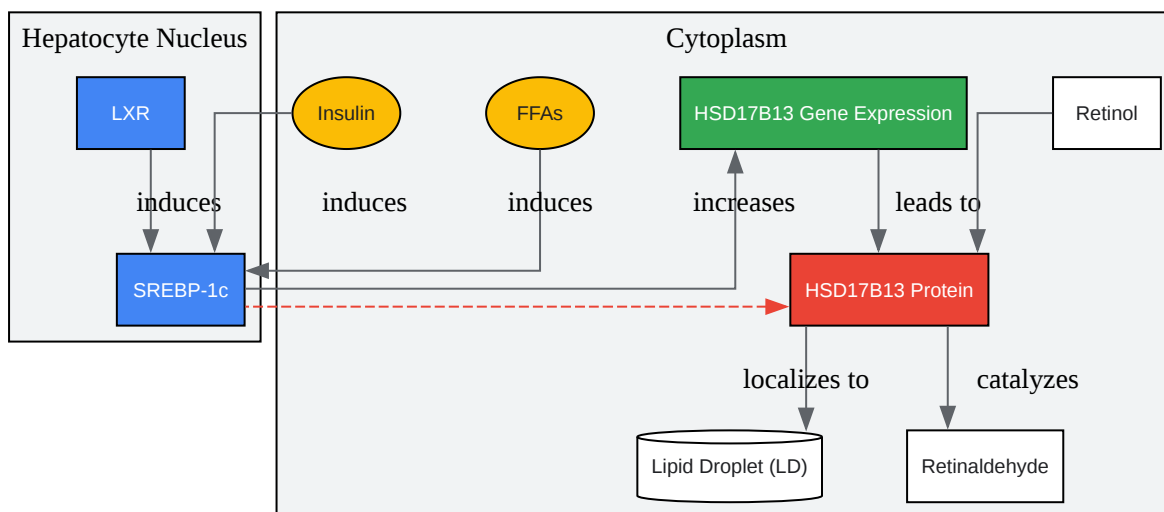 Hepatocyte Nucleus
Cytoplasm
LXR
Insulin
FFAs
HSD17B13 Gene Expression
Retinol
induces
induces
induces
increases
leads to
SREBP-1c
HSD17B13 Protein
localizes to
catalyzes
Lipid Droplet (LD)
Retinaldehyde